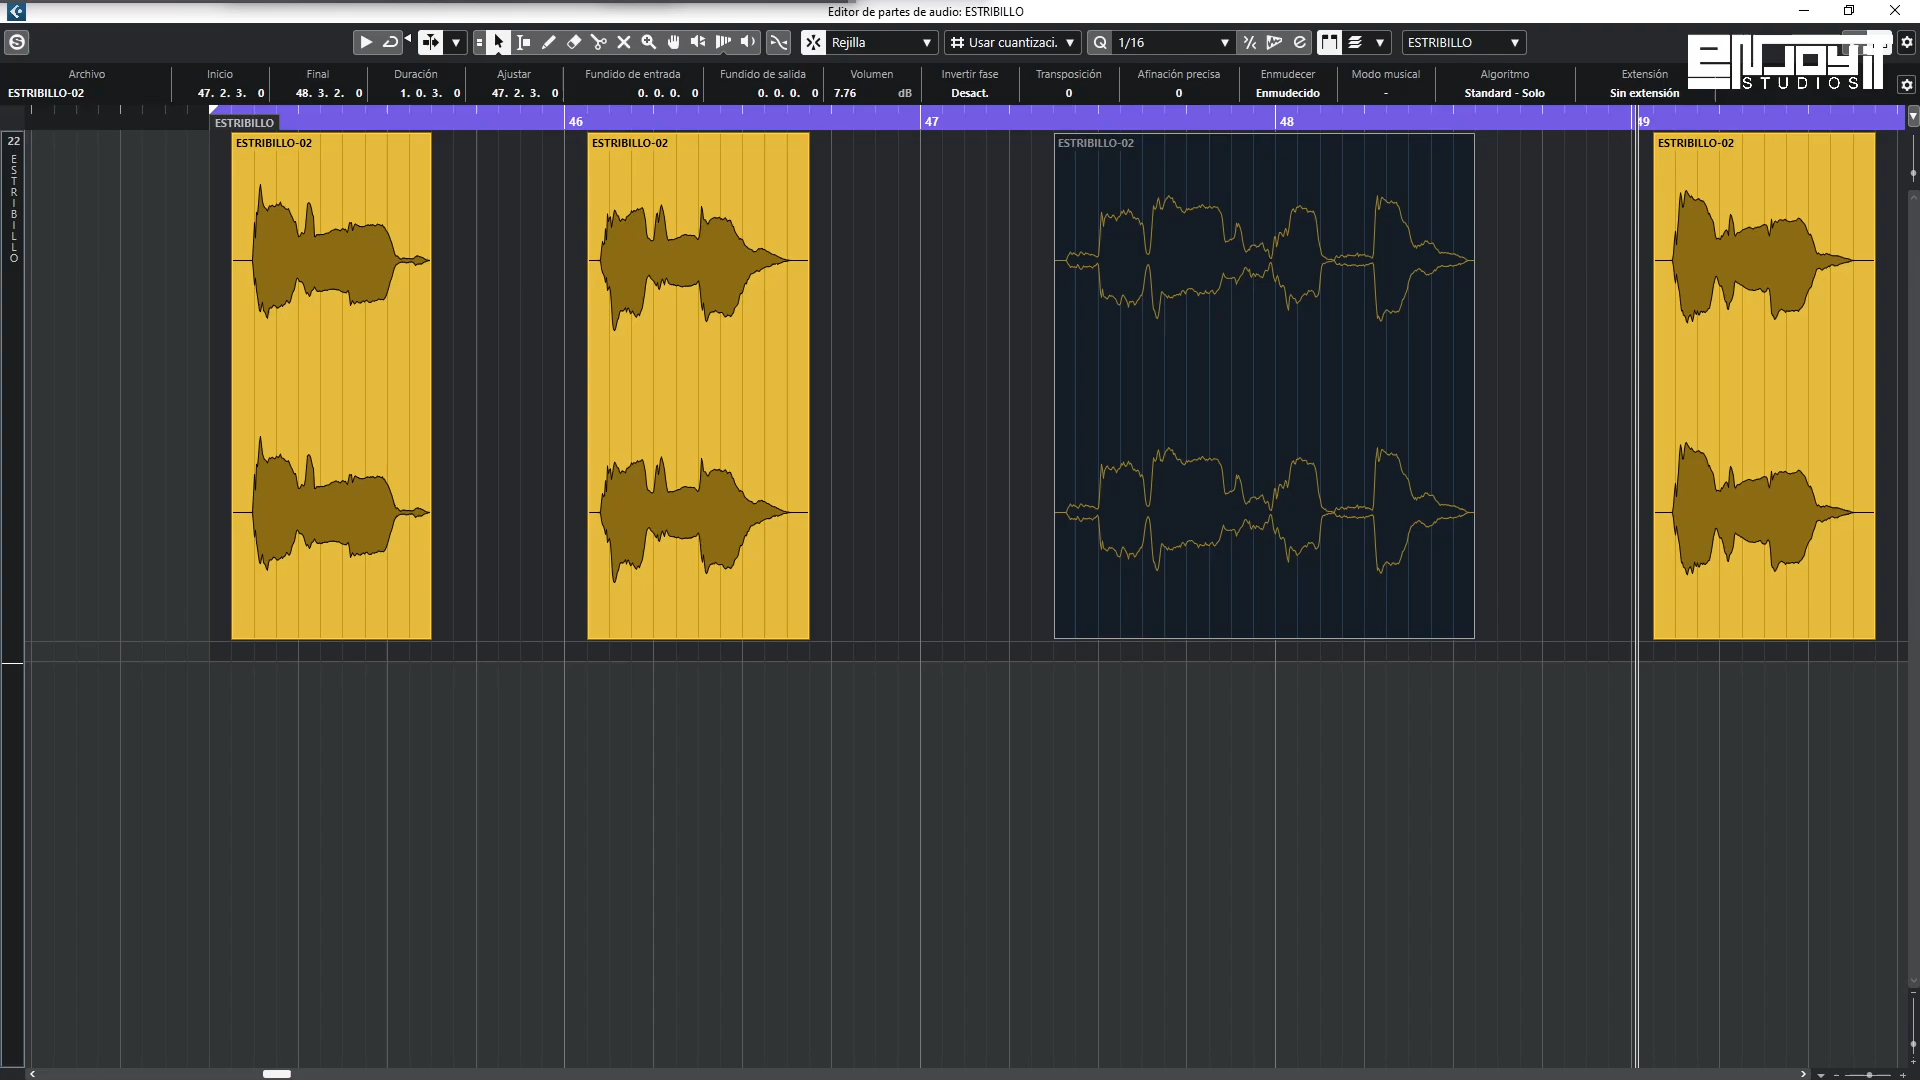 Editor de partes de audio: ESTRIBILLO
Rejilla
Usar cuantizaci.
1/16
ESTRIBILLO
ENJOYIT
STUDIOS
Archivo Inicio Final Duración Ajustar Fundido de entrada Fundido de salida Volumen Invertir fase Transposición Afinación precisa Enmudecer Modo musical Algoritmo Extensión
ESTRIBILLO-02 47. 2. 3. 0 48. 3. 2. 0 1. 0. 3. 0 47. 2. 3. 0 0. 0. 0. 0 0. 0. 0. 0 7.76 dB Desact. 0 0 Enmudecido - Standard - Solo Sin extensión
ESTRIBILLO 46 47 48 49
22
ESTRIBILLO
ESTRIBILLO-02
ESTRIBILLO-02
ESTRIBILLO-02
ESTRIBILLO-02